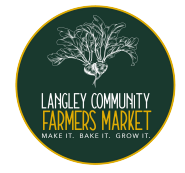 LANGLEY COMMUNITY
FARMERS MARKET
MAKE IT. BAKE IT. GROW IT.